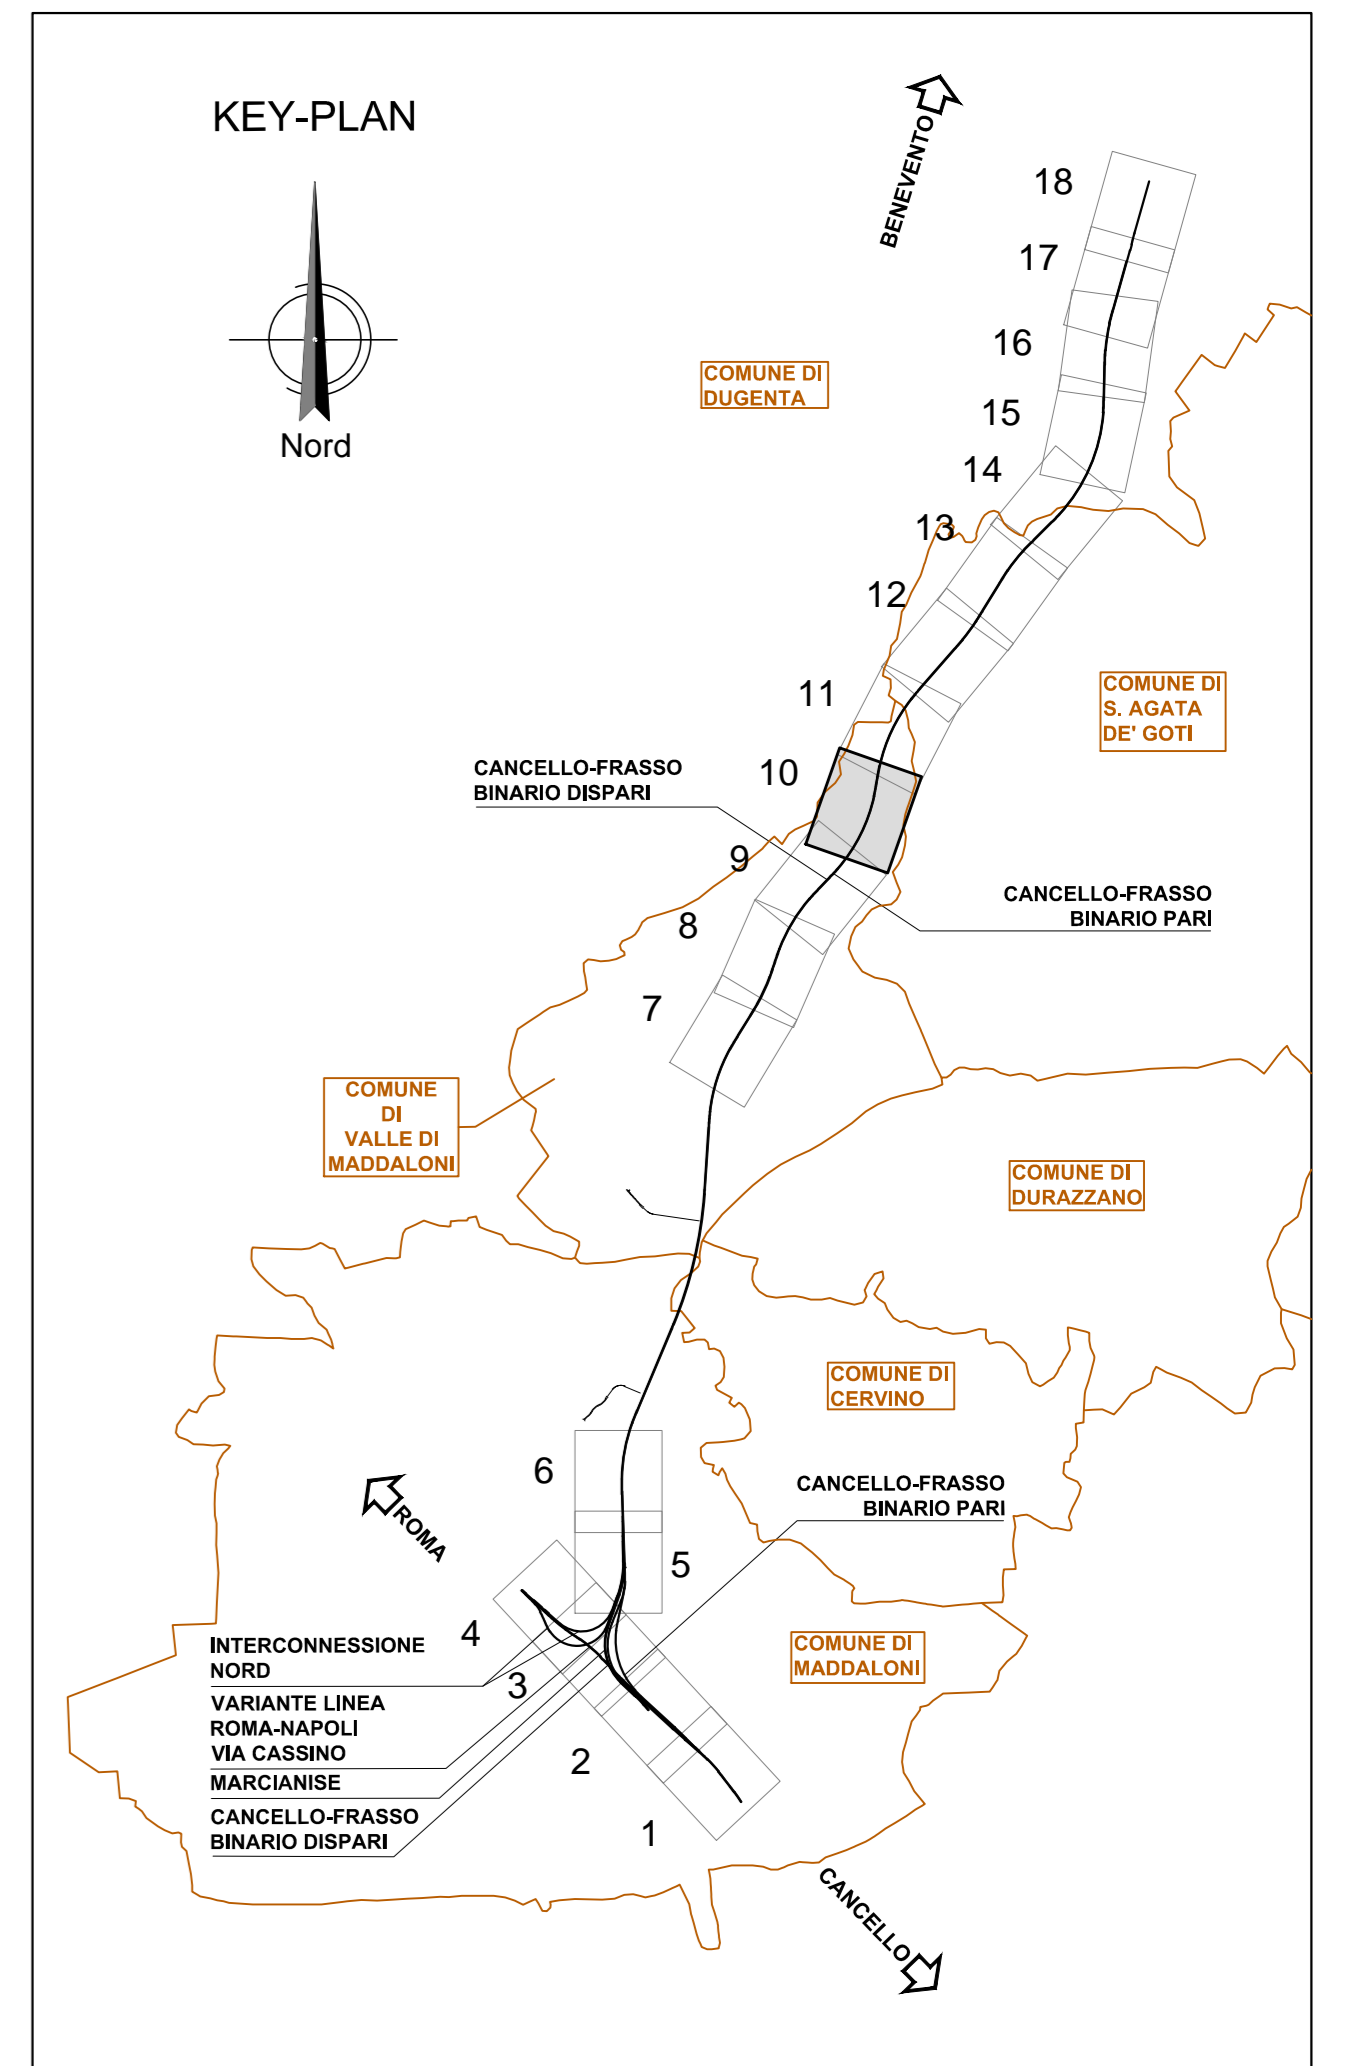 KEY-PLAN
Nord
BENEVENTO
18
17
16
15
14
13
12
11
10
9
8
7
COMUNE DI
DUGENTA
COMUNE DI
S. AGATA
DE' GOTI
CANCELLO-FRASSO
BINARIO DISPARI
CANCELLO-FRASSO
BINARIO PARI
COMUNE
DI
VALLE DI
MADDALONI
COMUNE DI
DURAZZANO
COMUNE DI
CERVINO
6
ROMA
CANCELLO-FRASSO
BINARIO PARI
5
4
3
2
1
COMUNE DI
MADDALONI
INTERCONNESSIONE
NORD
VARIANTE LINEA
ROMA-NAPOLI
VIA CASSINO
MARCIANISE
CANCELLO-FRASSO
BINARIO DISPARI
CANCELLO